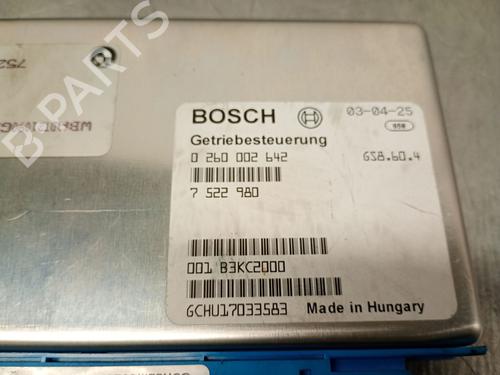 B-PARTS
752
BOSCH
03-04-25
Getriebesteuerung
0 260 002 642 GS8.60.4
7 522 980
001 B3KC2000
GCHU17033583 Made in Hungary